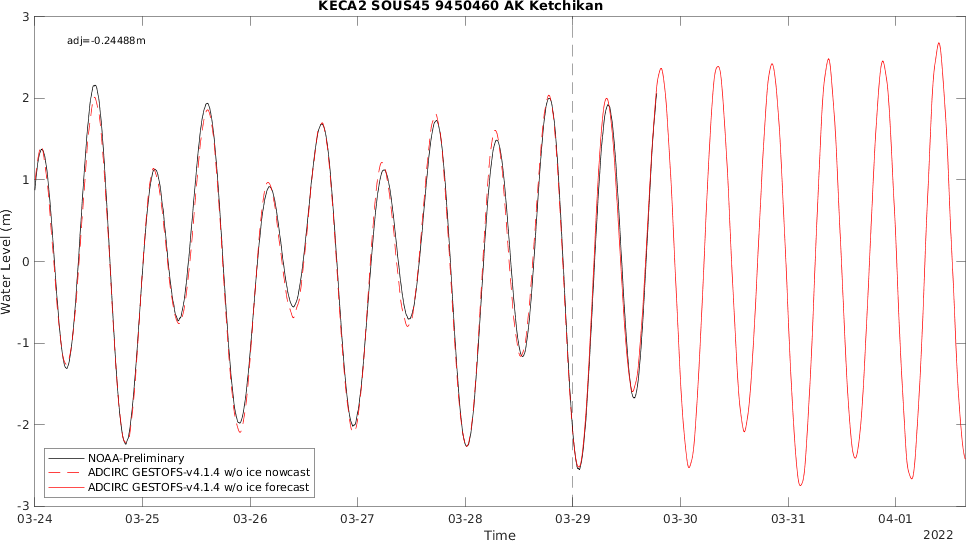 KECA2 SOUS45 9450460 AK Ketchikan
adj=-0.24488m
3
2
1
0
-1
-2
-3
Water Level (m)
NOAA-Preliminary
ADCIRC GESTOFS-v4.1.4 w/o ice nowcast
ADCIRC GESTOFS-v4.1.4 w/o ice forecast
03-24 03-25 03-26 03-27 03-28 03-29 03-30 03-31 04-01
Time
2022